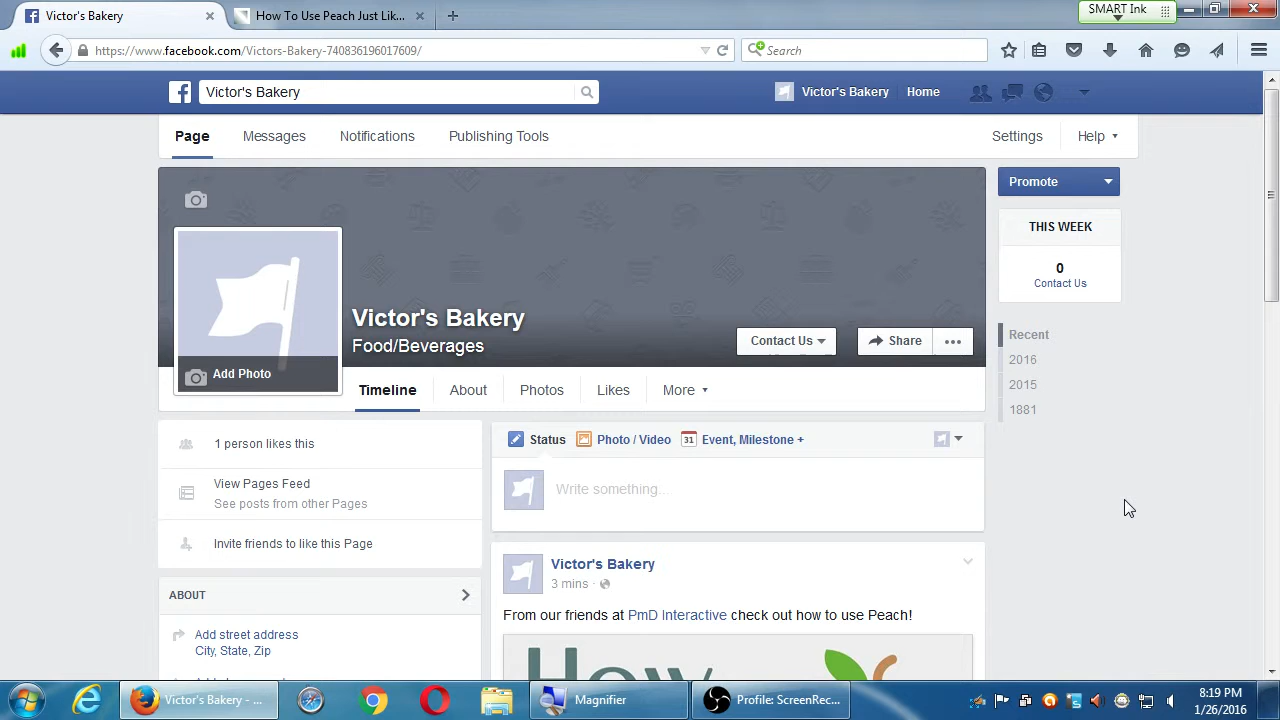 Victor's Bakery
How To Use Peach Just Lik...
SMART Ink
https://www.facebook.com/Victors-Bakery-740836196017609/
Search
Victor's Bakery
Victor's Bakery
Home
Page
Messages
Notifications
Publishing Tools
Settings
Help
Promote
THIS WEEK
0
Contact Us
Victor's Bakery
Food/Beverages
Contact Us
Share
Add Photo
Recent
2016
2015
1881
Timeline
About
Photos
Likes
More
1 person likes this
View Pages Feed
See posts from other Pages
Invite friends to like this Page
ABOUT
Add street address
City, State, Zip
Status
Photo / Video
31
Event, Milestone +
Write something...
Victor's Bakery
3 mins ·
From our friends at PmD Interactive check out how to use Peach!
How
Victor's Bakery - ...
Magnifier
Profile: ScreenRec...
8:19 PM
1/26/2016